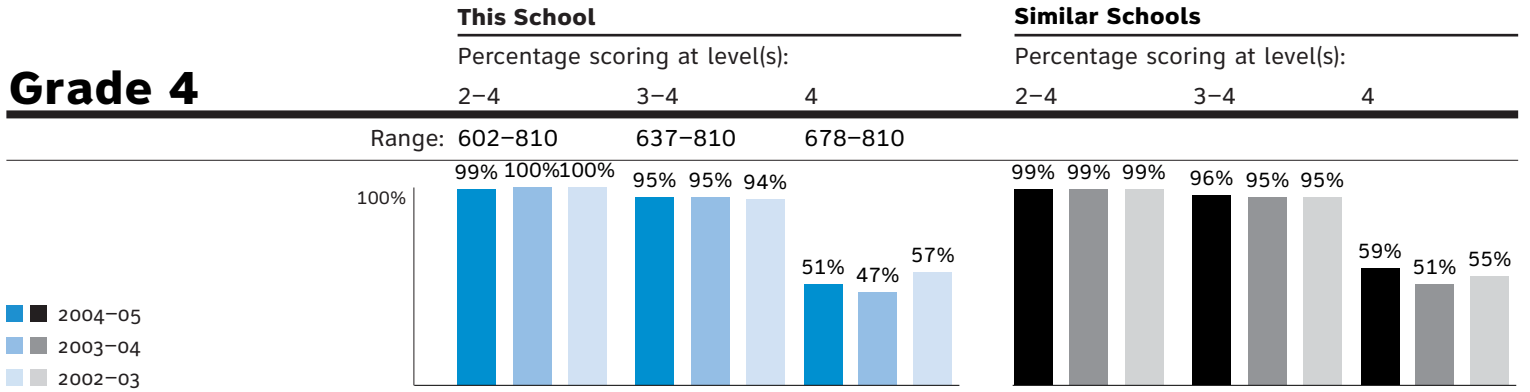 This School Similar Schools
Percentage scoring at level(s): Percentage scoring at level(s):
Grade 4 2–4 3–4 4 2–4 3–4 4
Range: 602–810 637–810 678–810
99% 100% 100% 95% 95% 94% 51% 47% 57% 99% 99% 99% 96% 95% 95% 59% 51% 55%
100%
2004–05
2003–04
2002–03